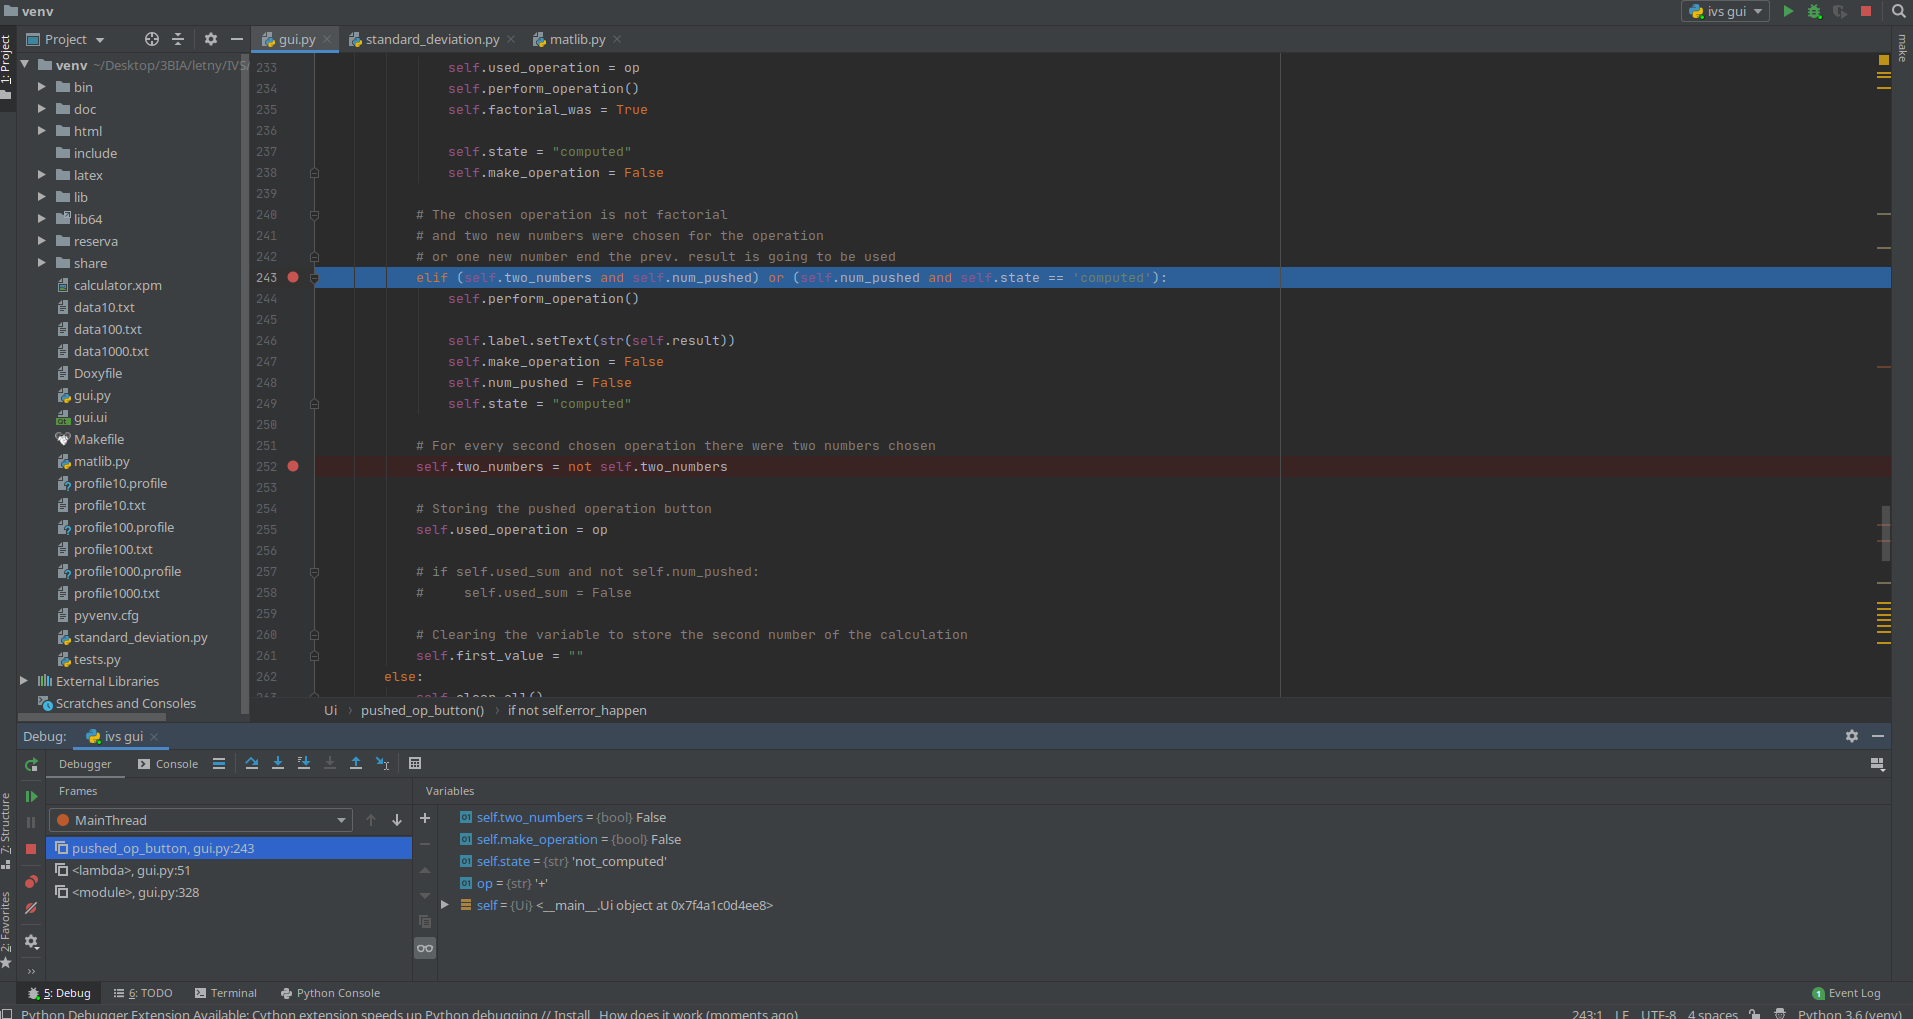 venv
ivs gui
1: Project
Project
gui.py
standard_deviation.py
matlib.py
make
venv ~/Desktop/3BIA/letny/IVS/
bin
doc
html
include
latex
lib
lib64
reserva
share
calculator.xpm
data10.txt
data100.txt
data1000.txt
Doxyfile
gui.py
gui.ui
Makefile
matlib.py
profile10.profile
profile10.txt
profile100.profile
profile100.txt
profile1000.profile
profile1000.txt
pyvenv.cfg
standard_deviation.py
tests.py
External Libraries
Scratches and Consoles
233 self.used_operation = op
234 self.perform_operation()
235 self.factorial_was = True
236
237 self.state = "computed"
238 self.make_operation = False
239
240 # The chosen operation is not factorial
241 # and two new numbers were chosen for the operation
242 # or one new number end the prev. result is going to be used
243 elif (self.two_numbers and self.num_pushed) or (self.num_pushed and self.state == 'computed'):
244 self.perform_operation()
245
246 self.label.setText(str(self.result))
247 self.make_operation = False
248 self.num_pushed = False
249 self.state = "computed"
250
251 # For every second chosen operation there were two numbers chosen
252 self.two_numbers = not self.two_numbers
253
254 # Storing the pushed operation button
255 self.used_operation = op
256
257 # if self.used_sum and not self.num_pushed:
258 #     self.used_sum = False
259
260 # Clearing the variable to store the second number of the calculation
261 self.first_value = ""
262 else:
263 self.clear_all()
Ui › pushed_op_button() › if not self.error_happen
Debug: ivs gui
Debugger Console
Frames
MainThread
pushed_op_button, gui.py:243
<lambda>, gui.py:51
<module>, gui.py:328
Variables
self.two_numbers = {bool} False
self.make_operation = {bool} False
self.state = {str} 'not_computed'
op = {str} '+'
self = {Ui} <__main__.Ui object at 0x7f4a1c0d4ee8>
7: Structure
2: Favorites
5: Debug
6: TODO
Terminal
Python Console
1 Event Log
Python Debugger Extension Available: Cython extension speeds up Python debugging // Install How does it work (moments ago)
243:1 LF UTF-8 4 spaces Python 3.6 (venv)